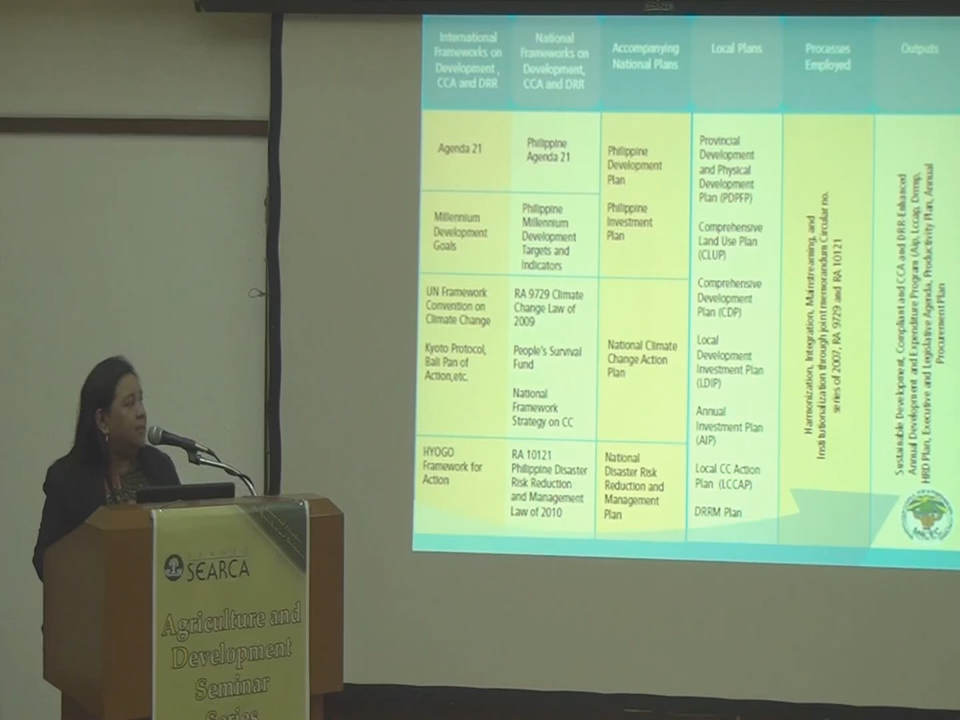 International
Frameworks on
Development ,
CCA and DRR
National
Frameworks on
Development,
CCA and DRR
Accompanying
National Plans
Local Plans
Processes
Employed
Outputs
Agenda 21
Philippine
Agenda 21
Philippine
Development
Plan
Philippine
Investment
Plan
Millennium
Development
Goals
Philippine
Millennium
Development
Targets and
Indicators
UN Framework
Convention on
Climate Change
Kyoto Protocol,
Bali Pan of
Action,etc.
RA 9729 Climate
Change Law of
2009
People's Survival
Fund
National
Framework
Strategy on CC
National Climate
Change Action
Plan
HYOGO
Framework for
Action
RA 10121
Philippine Disaster
Risk Reduction
and Management
Law of 2010
National
Disaster Risk
Reduction and
Management
Plan
Provincial
Development
and Physical
Development
Plan (PDPFP)
Comprehensive
Land Use Plan
(CLUP)
Comprehensive
Development
Plan (CDP)
Local
Development
Investment Plan
(LDIP)
Annual
Investment Plan
(AIP)
Local CC Action
Plan (LCCAP)
DRRM Plan
Harmonization, Integration, Mainstreaming, and
Institutionalization through joint memorandum Circular no.
series of 2007, RA 9729 and RA 10121
Sustainable Development, Compliant and CCA and DRR-Enhanced
Annual Development and Expenditure Program (Aip, Lccap, Drrmp,
HRD Plan, Executive and Legislative Agenda, Productivity Plan, Annual
Procurement Plan
SEARCA
Agriculture and
Development
Seminar
Series